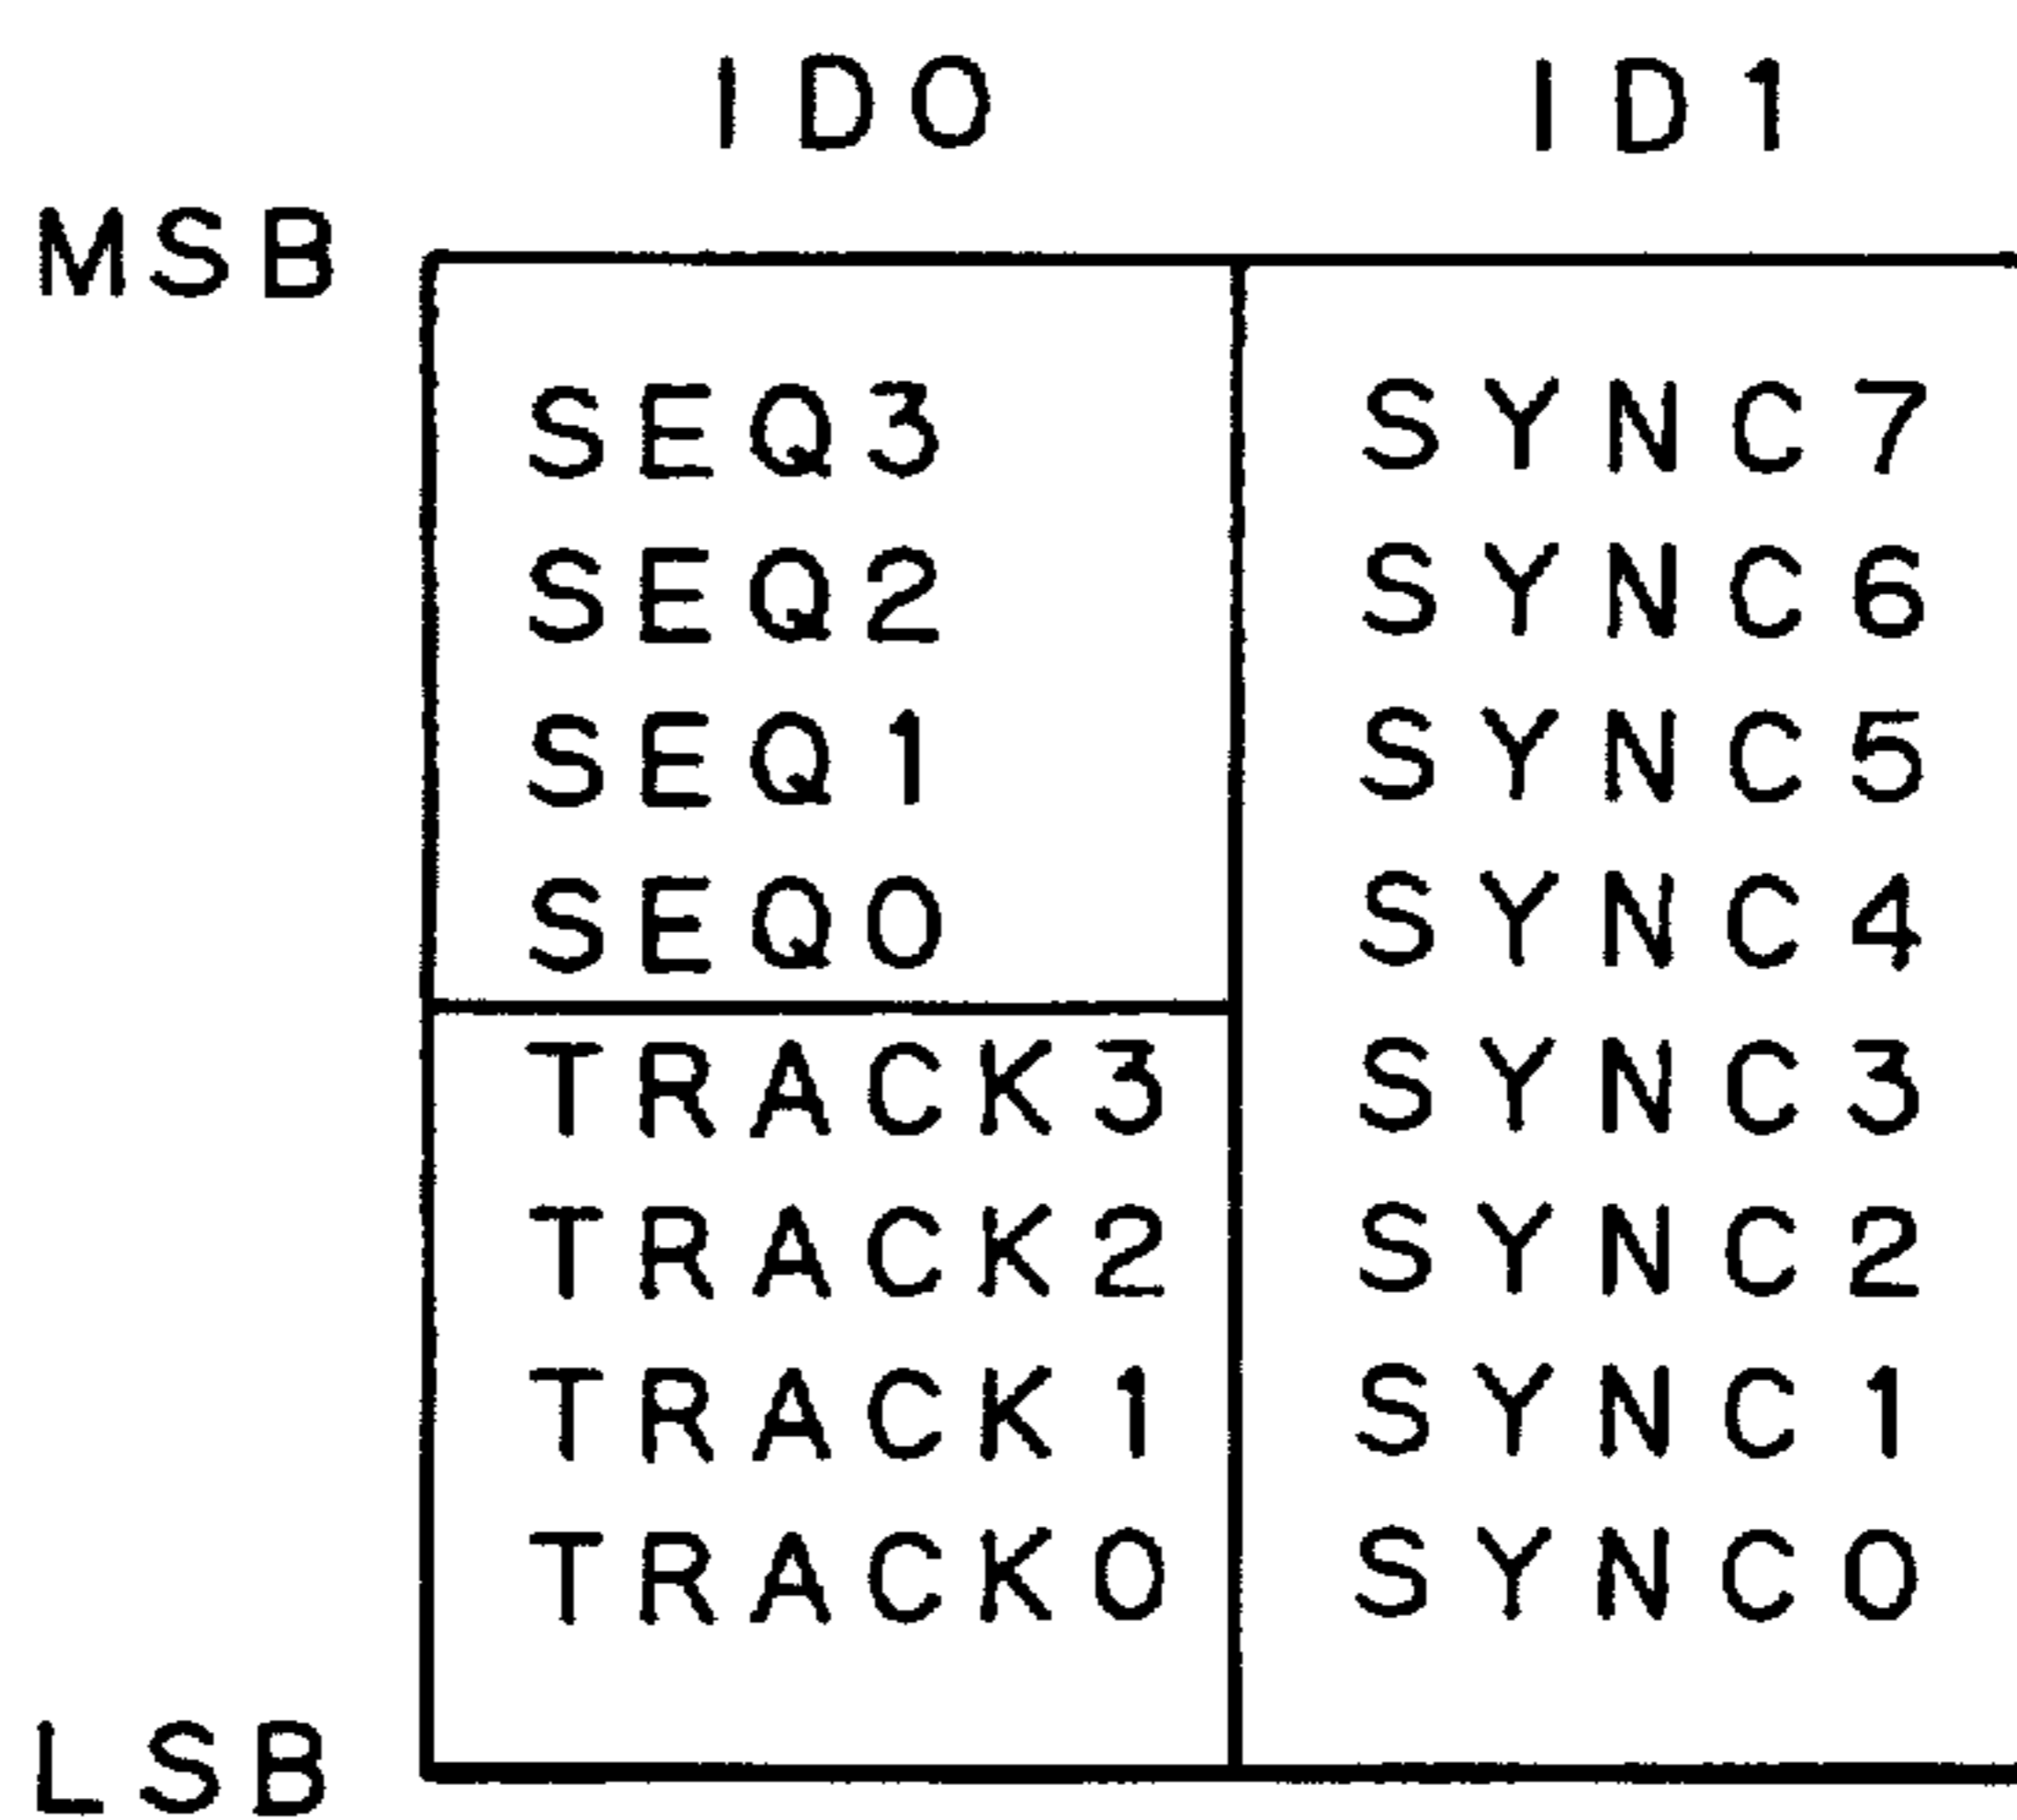 ID0 ID1
MSB
SEQ3 SYNC7
SEQ2 SYNC6
SEQ1 SYNC5
SEQ0 SYNC4
TRACK3 SYNC3
TRACK2 SYNC2
TRACK1 SYNC1
TRACK0 SYNC0
LSB